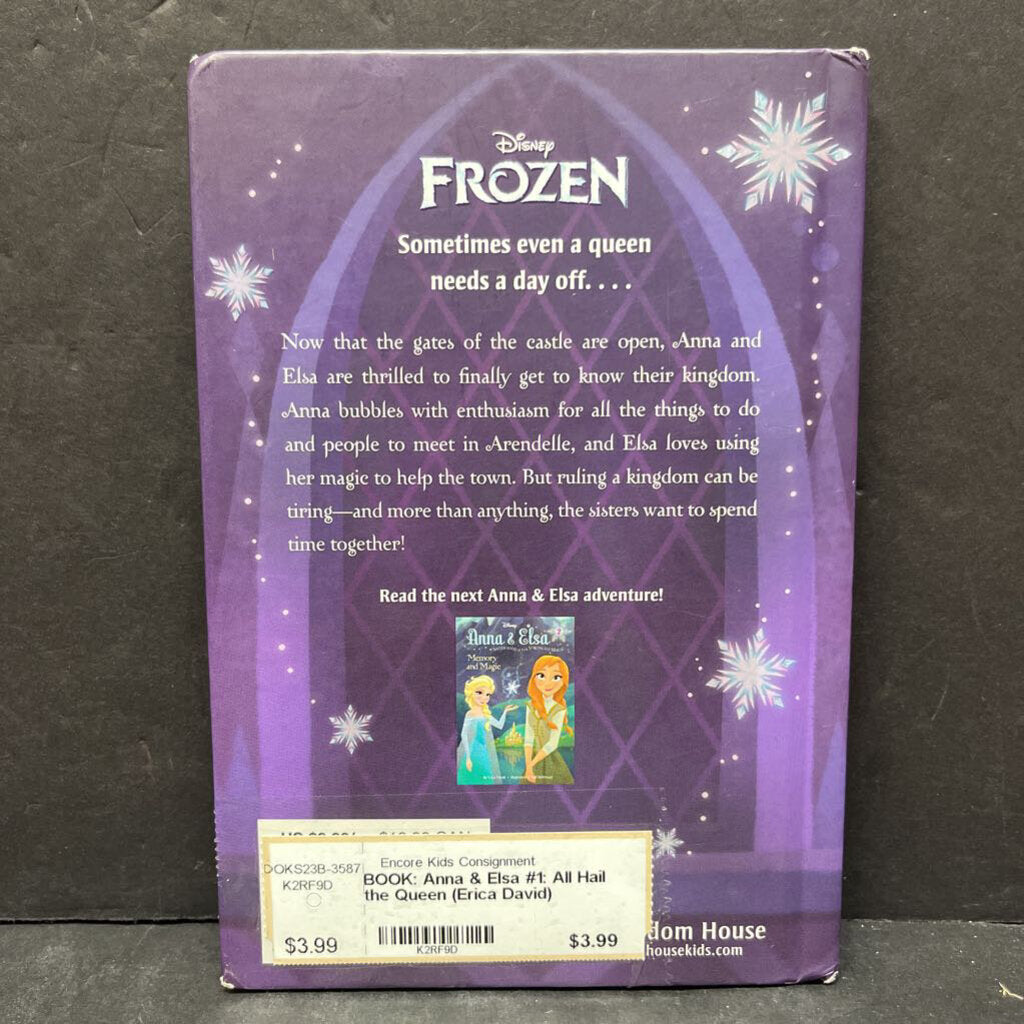 Disney
FROZEN
Sometimes even a queen
needs a day off. . . .
Now that the gates of the castle are open, Anna and
Elsa are thrilled to finally get to know their kingdom.
Anna bubbles with enthusiasm for all the things to do
and people to meet in Arendelle, and Elsa loves using
her magic to help the town. But ruling a kingdom can be
tiring—and more than anything, the sisters want to spend
time together!
Read the next Anna & Elsa adventure!
Disney
Anna & Elsa 2
Memory
and Magic
DOKS23B-3587
K2RF9D
Encore Kids Consignment
BOOK: Anna & Elsa #1: All Hail
the Queen (Erica David)
$3.99
K2RF9D
$3.99
dom House
housekids.com